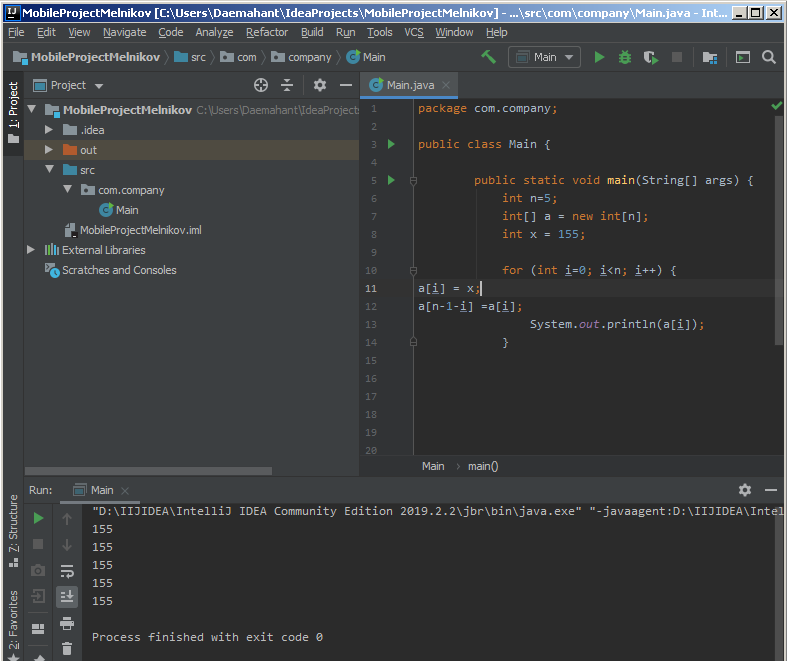 MobileProjectMelnikov [C:\Users\Daemahant\IdeaProjects\MobileProjectMelnikov] - ...\src\com\company\Main.java - Int...
File Edit View Navigate Code Analyze Refactor Build Run Tools VCS Window Help
MobileProjectMelnikov src com company Main Main
1: Project
Project
Main.java
MobileProjectMelnikov C:\Users\Daemahant\IdeaProjects
.idea
out
src
com.company
Main
MobileProjectMelnikov.iml
External Libraries
Scratches and Consoles
1 package com.company;
2
3 public class Main {
4
5 public static void main(String[] args) {
6 int n=5;
7 int[] a = new int[n];
8 int x = 155;
9
10 for (int i=0; i<n; i++) {
11 a[i] = x;
12 a[n-1-i] =a[i];
13 System.out.println(a[i]);
14 }
15
16
17
18
19
20
Main main()
Run: Main
7: Structure
2: Favorites
"D:\IIJIDEA\IntelliJ IDEA Community Edition 2019.2.2\jbr\bin\java.exe" "-javaagent:D:\IIJIDEA\Intel
155
155
155
155
155
Process finished with exit code 0